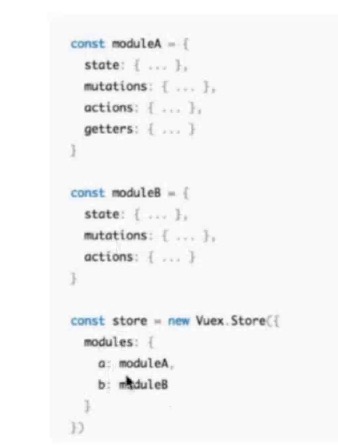 const moduleA = {
state: { ... },
mutations: { ... },
actions: { ... },
getters: { ... }
}
const moduleB = {
state: { ... },
mutations: { ... },
actions: { ... }
}
const store = new Vuex.Store({
modules: {
a: moduleA,
b: moduleB
}
})